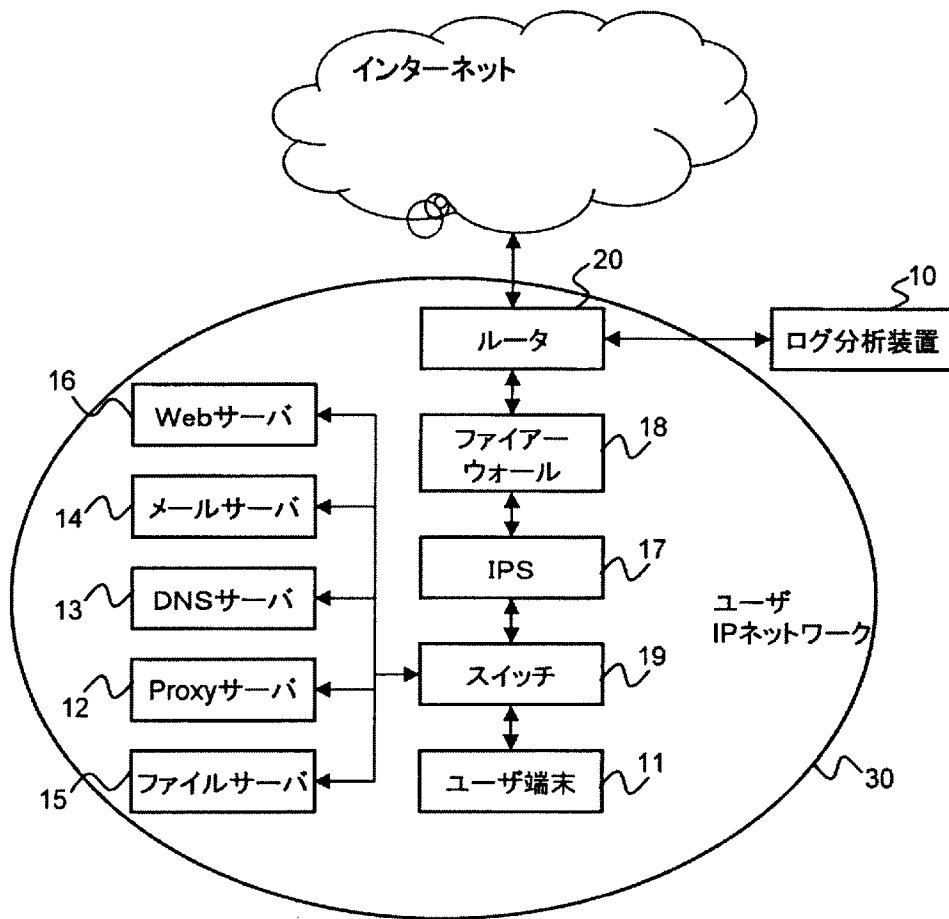 インターネット
20
10
ルータ
ログ分析装置
16
Webサーバ
ファイアー
ウォール
18
14
メールサーバ
IPS
17
13
DNSサーバ
ユーザ
IPネットワーク
12
Proxyサーバ
スイッチ
19
15
ファイルサーバ
ユーザ端末
11
30